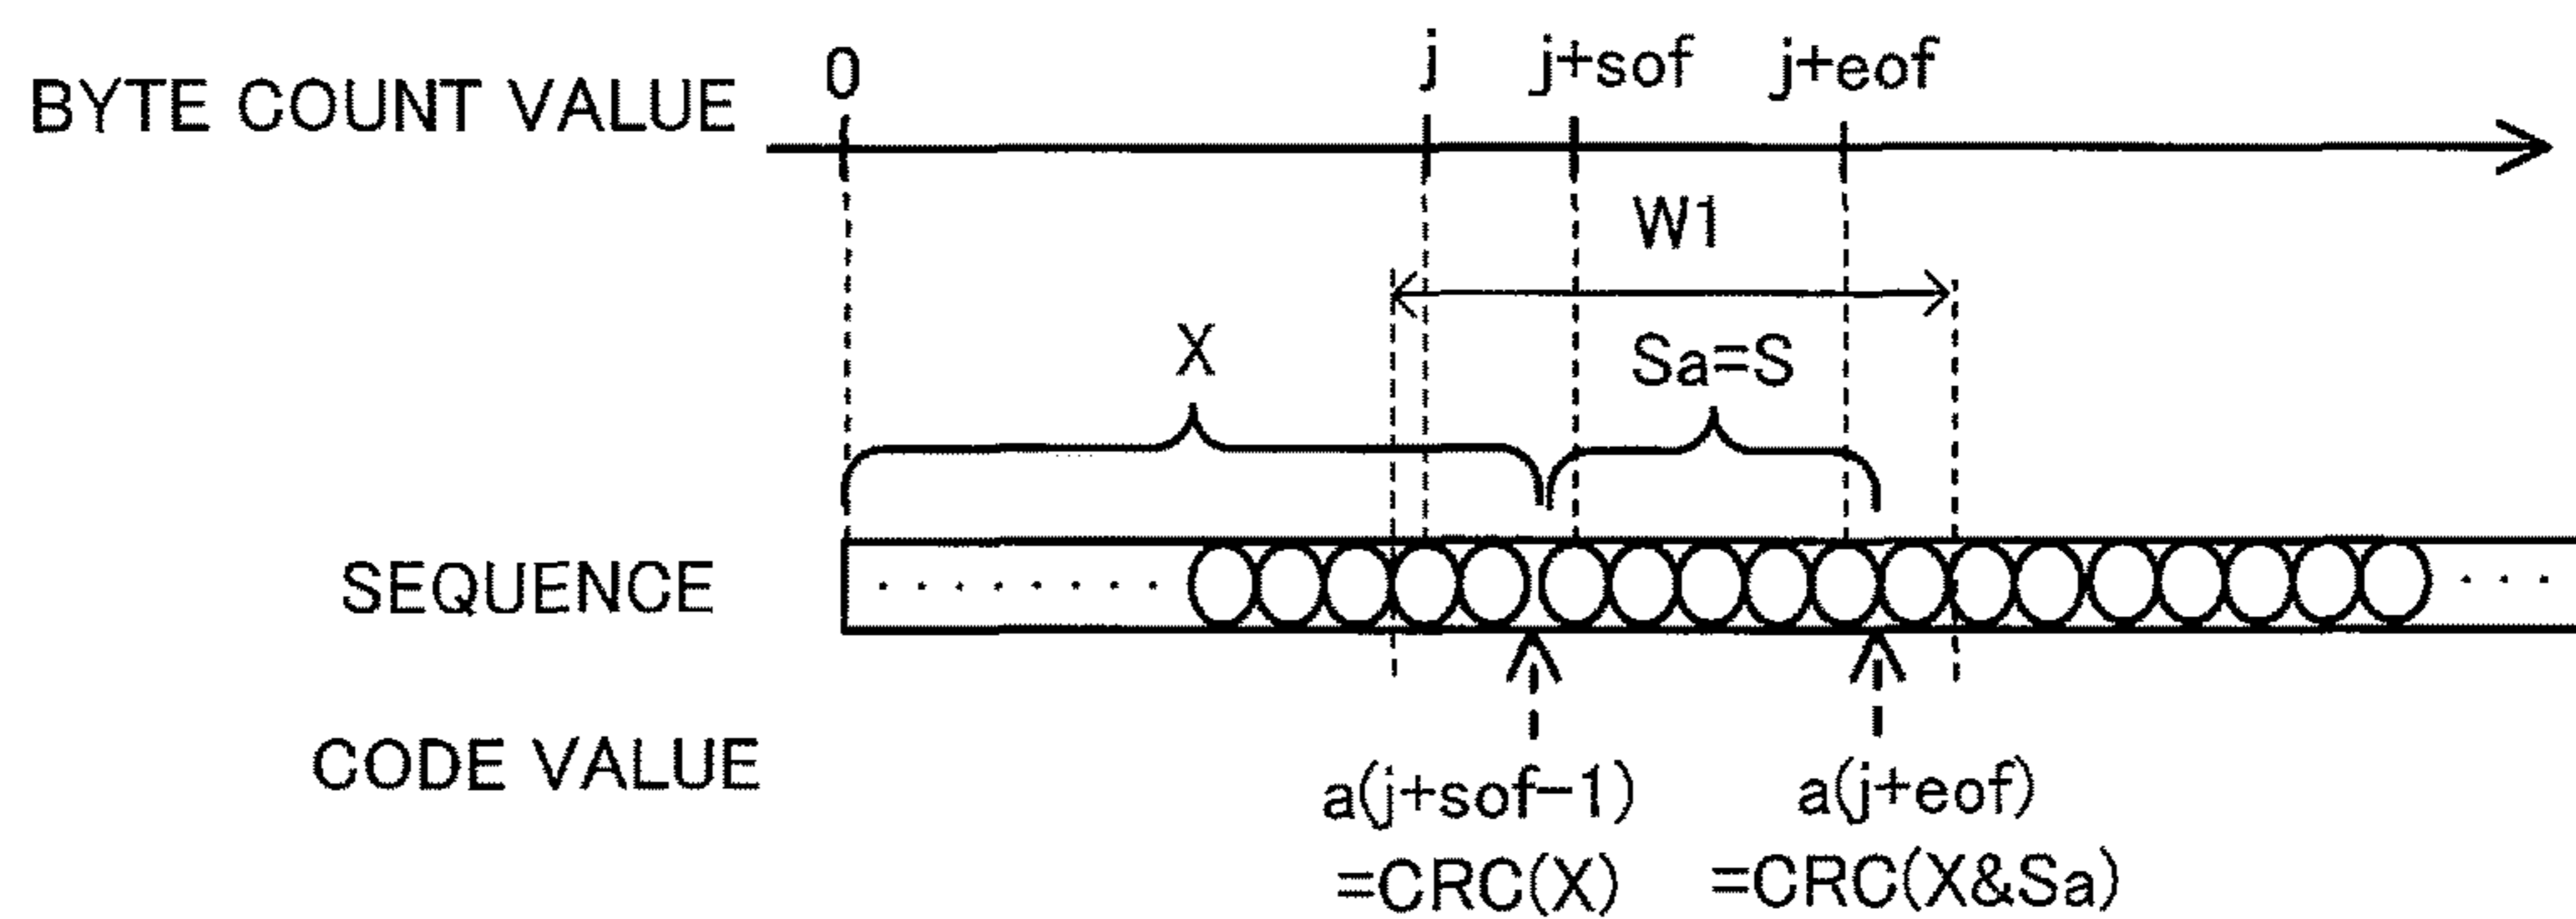 BYTE COUNT VALUE 0 j j+sof j+eof
W1
X Sa=S
SEQUENCE
CODE VALUE a(j+sof-1) a(j+eof)
=CRC(X) =CRC(X&Sa)